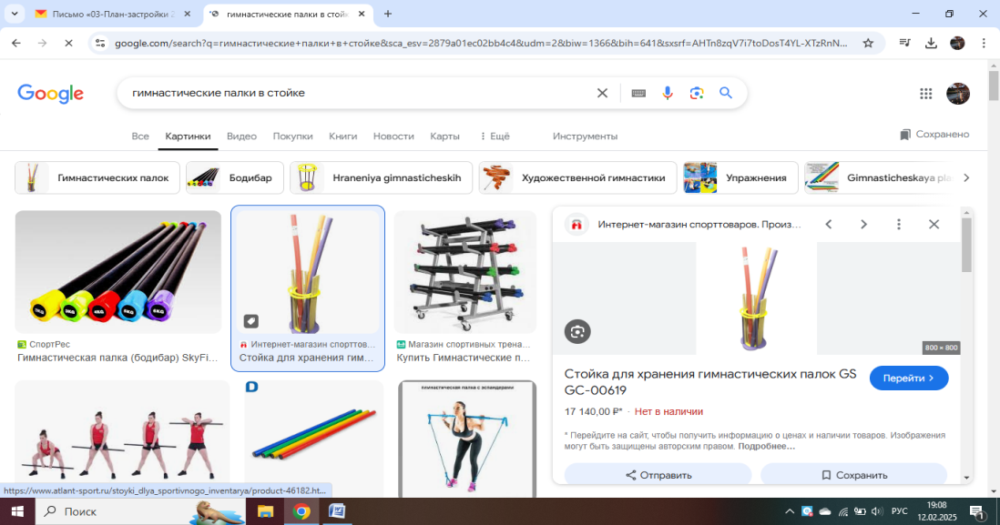 Письмо «03-План-застройки 2
гимнастические палки в стойк
google.com/search?q=гимнастические+палки+в+стойке&sca_esv=2879a01ec02bb4c4&udm=2&biw=1366&bih=641&sxsrf=AHTn8zqV7i7toDosT4YL-XTzRnN...
Google
гимнастические палки в стойке
Все Картинки Видео Покупки Книги Новости Карты Ещё Инструменты
Сохранено
Гимнастических палок Бодибар Hraneniya gimnasticheskih Художественной гимнастики Упражнения Gimnasticheskaya pla
Интернет-магазин спорттоваров. Произ...
5KG
СпортРес
Гимнастическая палка (бодибар) SkyFi...
Интернет-магазин спорттов...
Стойка для хранения гим...
Магазин спортивных трена...
Купить Гимнастические п...
800 × 800
Стойка для хранения гимнастических палок GS
GC-00619
Перейти
17 140,00 ₽* · Нет в наличии
* Перейдите на сайт, чтобы получить информацию о ценах и наличии товаров. Изображения
могут быть защищены авторским правом. Подробнее...
Отправить
Сохранить
гимнастическая палка с эспандерами
https://www.atlant-sport.ru/stoyki_dlya_sportivnogo_inventarya/product-46182.ht...
Поиск
РУС
19:08
12.02.2025
1